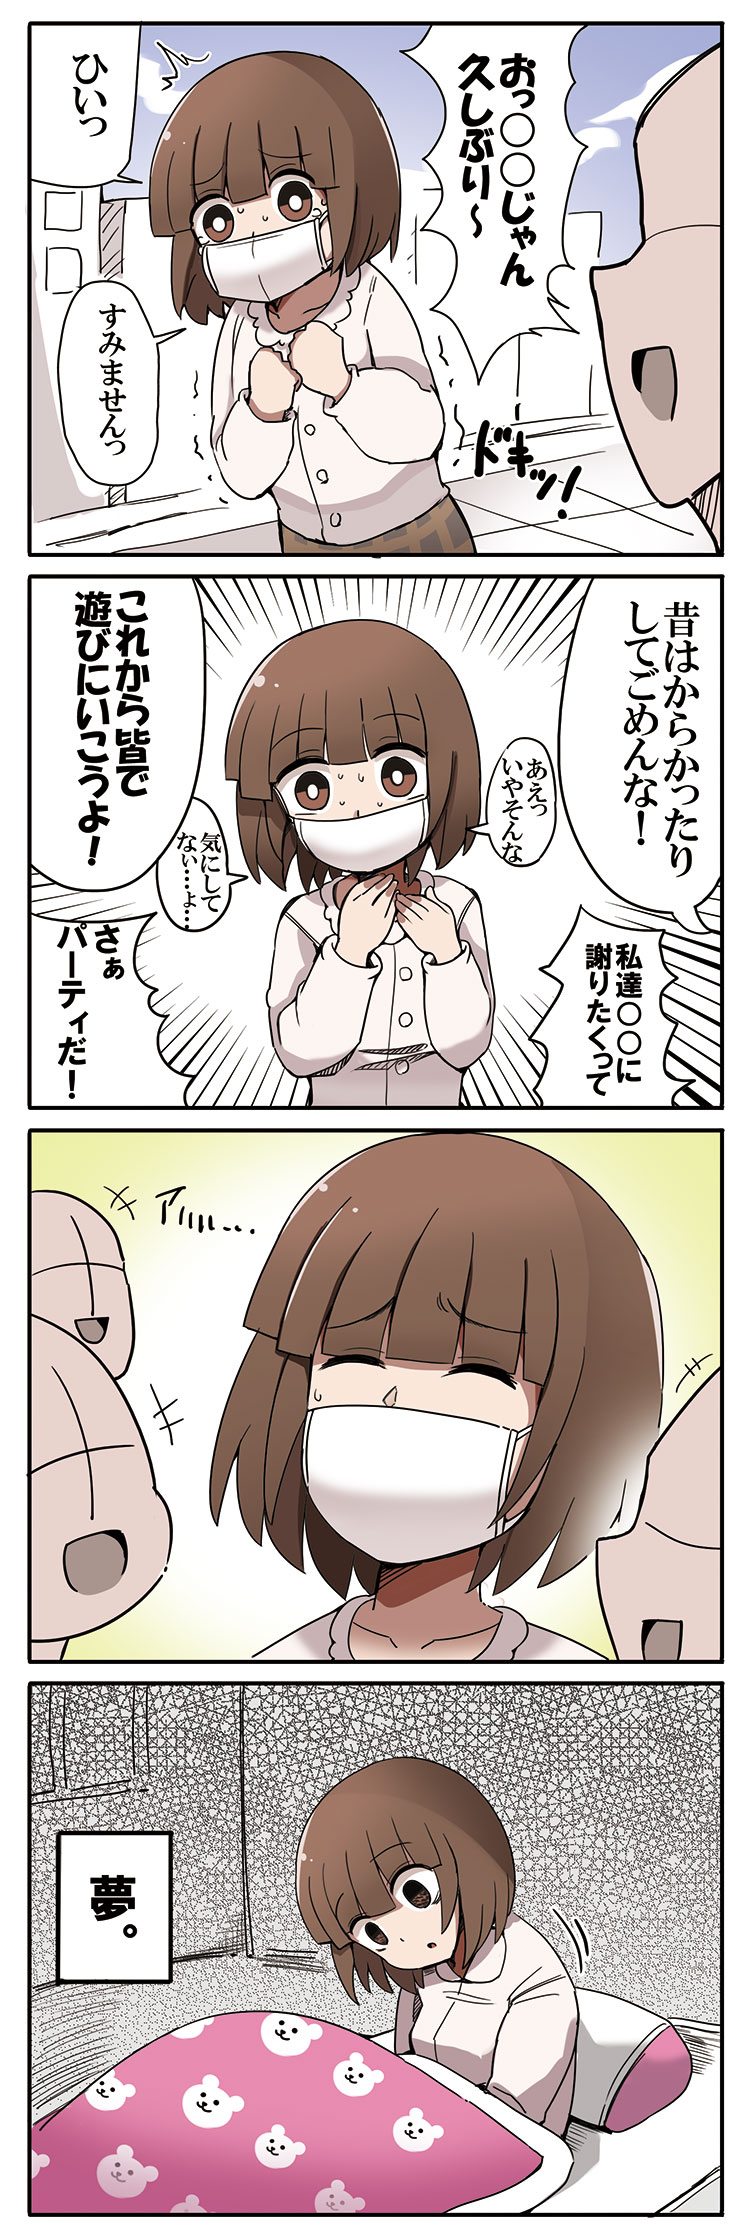 おっ○○じゃん
久しぶり～
ひいっ
すみませんっ
ドキッ！
昔はからかったり
してごめんな！
私達○○に
謝りたくって
あえっ
いやそんな
これから皆で
遊びにいこうよ！
気にして
ない…よ…
さぁ
パーティだ！
アハハハ…
夢。